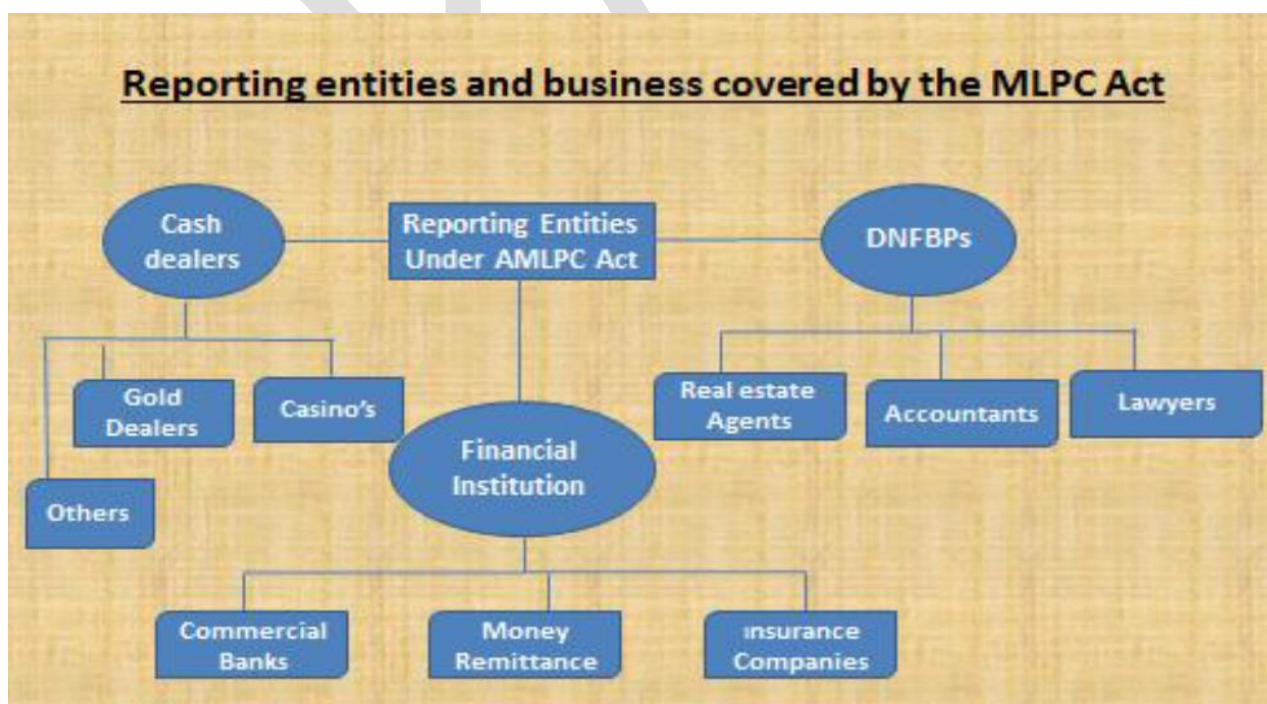 Reporting entities and business covered by the MLPC Act
Cash
dealers
Reporting Entities
Under AMLPC Act
DNFBPs
Gold
Dealers
Casino's
Others
Financial
Institution
Real estate
Agents
Accountants
Lawyers
Commercial
Banks
Money
Remittance
Insurance
Companies